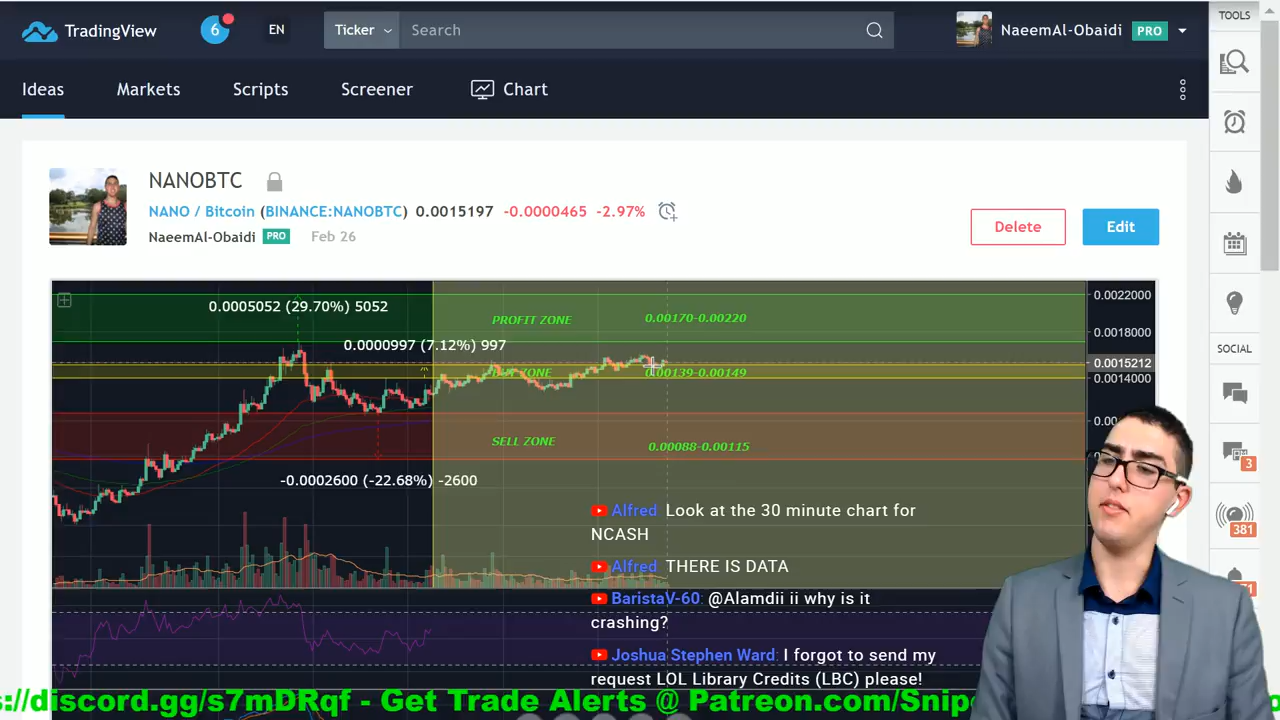 TradingView
6
EN
Ticker
Search
NaeemAl-Obaidi PRO
TOOLS
Ideas
Markets
Scripts
Screener
Chart
NANOBTC
NANO / Bitcoin (BINANCE:NANOBTC) 0.0015197 -0.0000465 -2.97%
NaeemAl-Obaidi PRO Feb 26
Delete
Edit
0.0005052 (29.70%) 5052
PROFIT ZONE
0.00170-0.00220
0.0022000
0.0018000
0.0000997 (7.12%) 997
0.0015212
0.00139-0.00149
0.0014000
SELL ZONE
0.00088-0.00115
-0.0002600 (-22.68%) -2600
SOCIAL
3
381
Alfred: Look at the 30 minute chart for
NCASH
Alfred: THERE IS DATA
BaristaV-60: @Alamdii ii why is it
crashing?
Joshua Stephen Ward: I forgot to send my
request LOL Library Credits (LBC) please!
s://discord.gg/s7mDRqf - Get Trade Alerts @ Patreon.com/Snip